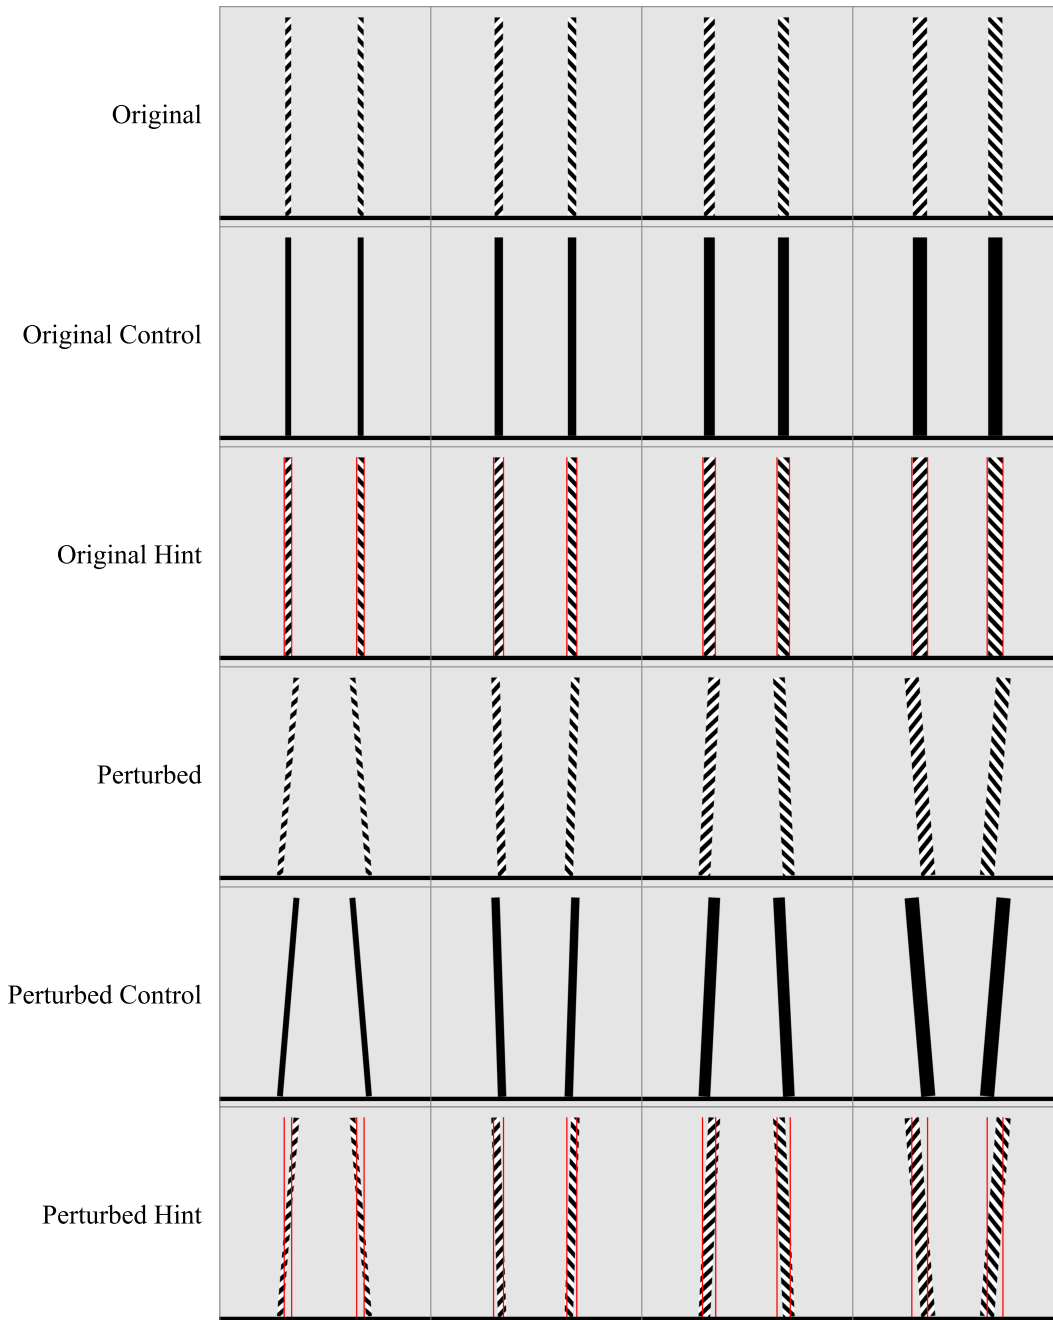 Original
Original Control
Original Hint
Perturbed
Perturbed Control
Perturbed Hint